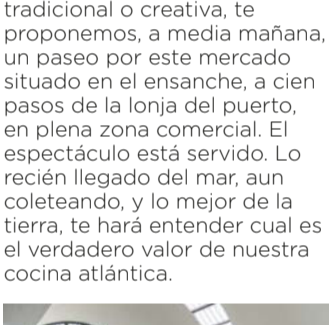 tradicional o creativa, te
proponemos, a media mañana,
un paseo por este mercado
situado en el ensanche, a cien
pasos de la lonja del puerto,
en plena zona comercial. El
espectáculo está servido. Lo
recién llegado del mar, aun
coleteando, y lo mejor de la
tierra, te hará entender cual es
el verdadero valor de nuestra
cocina atlántica.